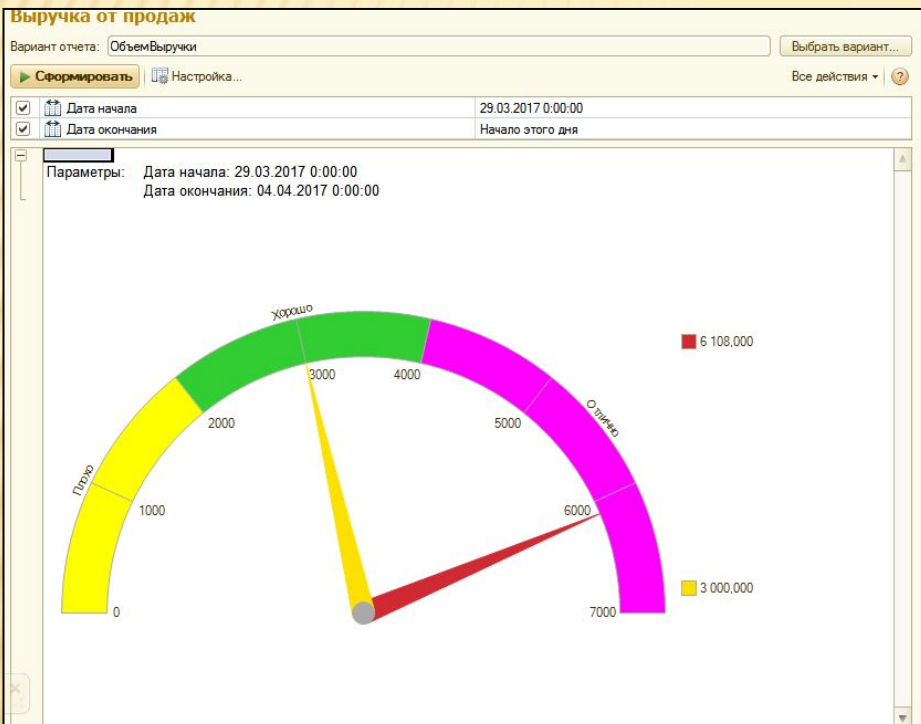 Выручка от продаж
Вариант отчета: ОбъемВыручки Выбрать вариант...
Сформировать Настройка... Все действия ?
Дата начала 29.03.2017 0:00:00
Дата окончания Начало этого дня
Параметры: Дата начала: 29.03.2017 0:00:00
Дата окончания: 04.04.2017 0:00:00
Хорошо
6 108,000
3000 4000
Отлично
2000 5000
Плохо
1000 6000
3 000,000
0 7000